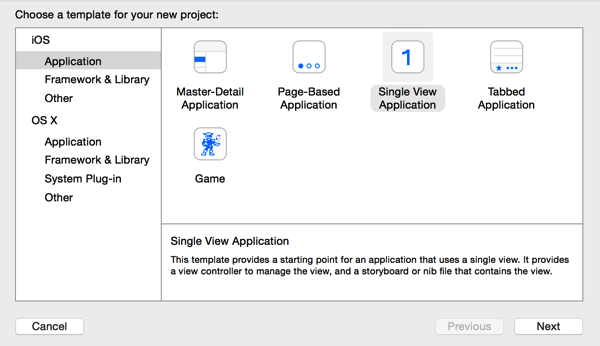 Choose a template for your new project:
iOS
Application
Framework & Library
Other
OS X
Application
Framework & Library
System Plug-in
Other
Master-Detail
Application
Page-Based
Application
1
Single View
Application
Tabbed
Application
Game
Single View Application
This template provides a starting point for an application that uses a single view. It provides
a view controller to manage the view, and a storyboard or nib file that contains the view.
Cancel
Previous
Next